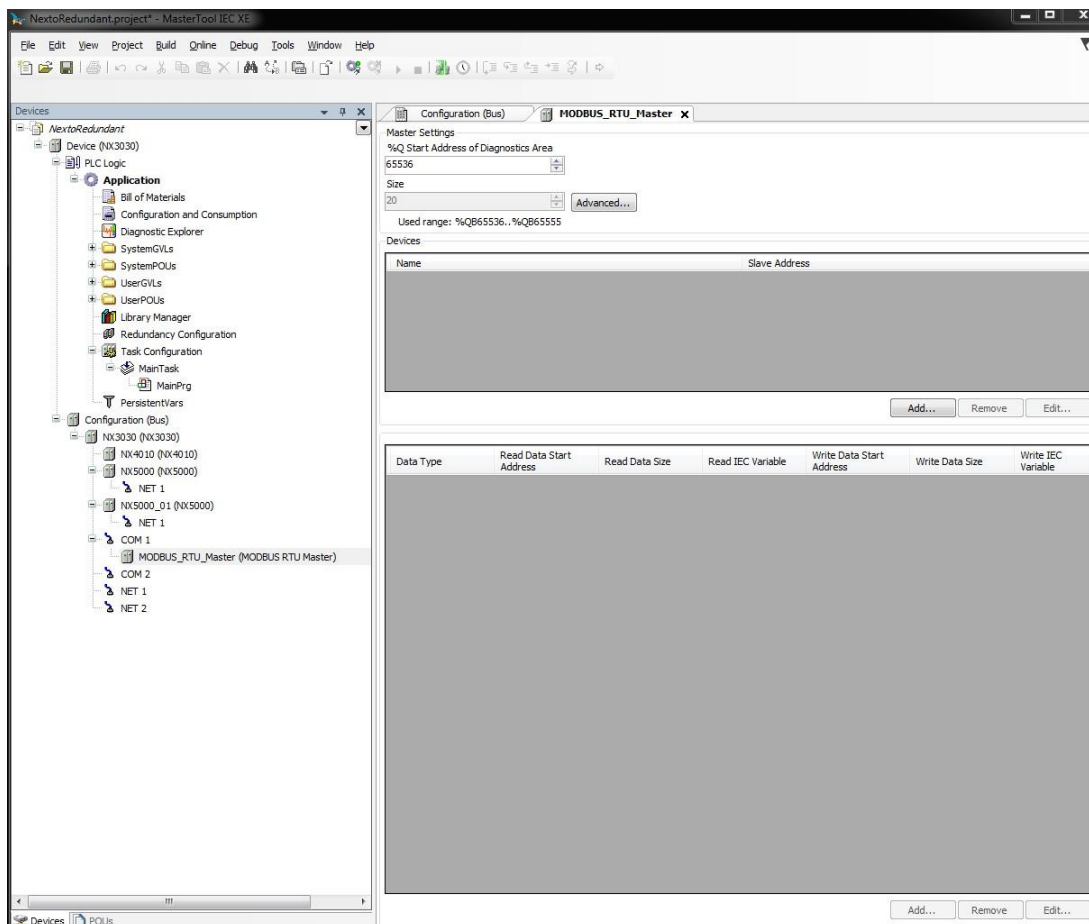 NextoRedundant.project* - MasterTool IEC XE
File Edit View Project Build Online Debug Tools Window Help
Devices
NextoRedundant
Device (NX3030)
PLC Logic
Application
Bill of Materials
Configuration and Consumption
Diagnostic Explorer
SystemGVLs
SystemPOUs
UserGVLs
UserPOUs
Library Manager
Redundancy Configuration
Task Configuration
MainTask
MainPrg
PersistentVars
Configuration (Bus)
NX3030 (NX3030)
NX4010 (NX4010)
NX5000 (NX5000)
NET 1
NX5000_01 (NX5000)
NET 1
COM 1
MODBUS_RTU_Master (MODBUS RTU Master)
COM 2
NET 1
NET 2
Devices POUs
Configuration (Bus) MODBUS_RTU_Master
Master Settings
%Q Start Address of Diagnostics Area
65536
Size
20 Advanced...
Used range: %QB65536..%QB65555
Devices
Name Slave Address
Add... Remove Edit...
Data Type Read Data Start Address Read Data Size Read IEC Variable Write Data Start Address Write Data Size Write IEC Variable
Add... Remove Edit...